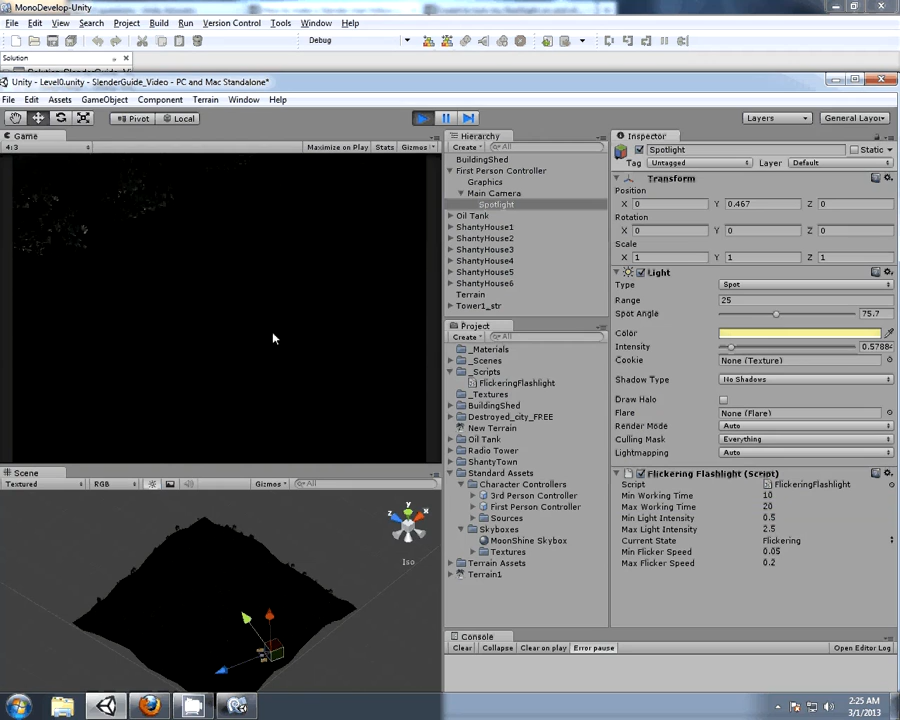 MonoDevelop-Unity
File Edit View Search Project Build Run Version Control Tools Window Help
Debug
Solution
Unity - Level0.unity - SlenderGuide_Video - PC and Mac Standalone*
File Edit Assets GameObject Component Terrain Window Help
Pivot Local Layers General Layou
Game
4:3 Maximize on Play Stats Gizmos
Hierarchy
Create All
BuildingShed
First Person Controller
Graphics
Main Camera
Spotlight
Oil Tank
ShantyHouse1
ShantyHouse2
ShantyHouse3
ShantyHouse4
ShantyHouse5
ShantyHouse6
Terrain
Tower1_str
Project
Create All
_Materials
_Scenes
_Scripts
FlickeringFlashlight
_Textures
BuildingShed
Destroyed_city_FREE
New Terrain
Oil Tank
Radio Tower
ShantyTown
Standard Assets
Character Controllers
3rd Person Controller
First Person Controller
Sources
Skyboxes
MoonShine Skybox
Textures
Terrain Assets
Terrain1
Inspector
Spotlight Static
Tag Untagged Layer Default
Transform
Position
X 0 Y 0.467 Z 0
Rotation
X 0 Y 0 Z 0
Scale
X 1 Y 1 Z 1
Light
Type Spot
Range 25
Spot Angle 75.7
Color
Intensity 0.57884
Cookie None (Texture)
Shadow Type No Shadows
Draw Halo
Flare None (Flare)
Render Mode Auto
Culling Mask Everything
Lightmapping Auto
Flickering Flashlight (Script)
Script FlickeringFlashlight
Min Working Time 10
Max Working Time 20
Min Light Intensity 0.5
Max Light Intensity 2.5
Current State Flickering
Min Flicker Speed 0.05
Max Flicker Speed 0.2
Scene
Textured RGB Gizmos All
y
z x
Iso
Console
Clear Collapse Clear on play Error pause Open Editor Log
2:25 AM
3/1/2013